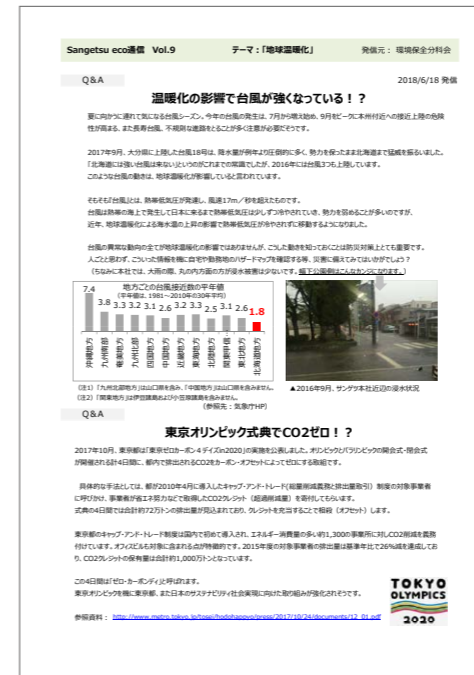 Sangetsu eco通信 Vol.9 テーマ：「地球温暖化」 発信元： 環境保全分科会
Q&A
2018/6/18 発信
温暖化の影響で台風が強くなっている！？
夏に向かうに連れて気になる台風シーズン。今年の台風の発生は、7月から増え始め、9月をピークに本州付近への接近上陸の危険
性が高まる、また長寿台風、不規則な進路をとることが多く注意が必要だそうです。
2017年9月、大分県に上陸した台風18号は、降水量が例年より圧倒的に多く、勢力を保ったまま北海道まで猛威を振るいました。
「北海道には強い台風は来ない」というのがこれまでの常識でしたが、2016年には台風3つも上陸しています。
このような台風の動きは、地球温暖化が影響していると言われています。
そもそも「台風」とは、熱帯低気圧が発達し、風速17m／秒を超えたものです。
台風は熱帯の海上で発生して日本に来るまで熱帯低気圧は少しずつ冷やされていき、勢力を弱めることが多いのですが、
近年、地球温暖化による海水温の上昇の影響で熱帯低気圧が冷やされずに移動するようになりました。
台風の異常な動向の全てが地球温暖化の影響ではありませんが、こうした動きを知っておくことは防災対策上とても重要です。
人ごとと思わず、こういった情報を機に自宅や勤務地のハザードマップを確認する等、災害に備えてみてはいかがでしょう？
（ちなみに本社では、大雨の際、丸の内方面の方が浸水被害は少ないです。幅下公園側はこんなカンジになります。）
地方ごとの台風接近数の平年値
（平年値は、1981～2010年の30年平均）
7.4 3.8 3.3 3.2 3.1 2.6 3.2 3.3 2.5 3.1 2.6 1.8
沖縄地方 九州南部 奄美地方 九州北部 四国地方 中国地方 近畿地方 東海地方 北陸地方 関東甲信… 東北地方 北海道地方
（注1）「九州北部地方」は山口県を含み、「中国地方」は山口県を含みません。
（注2）「関東地方」は伊豆諸島および小笠原諸島を含みません。
（参照元：気象庁HP）
▲2016年9月、サンゲツ本社近辺の浸水状況
Q&A
東京オリンピック式典でCO2ゼロ！？
2017年10月、東京都は「東京ゼロカーボン４デイズin2020」の実施を公表しました。オリンピックとパラリンピックの開会式・閉会式
が開催される計4日間に、都内で排出されるCO2をカーボン・オフセットによってゼロにする取組です。
具体的な手法としては、都が2010年4月に導入したキャップ・アンド・トレード（総量削減義務と排出量取引）制度の対象事業者
に呼びかけ、事業者が省エネ努力などで取得したCO2クレジット（超過削減量）を寄付してもらいます。
式典の4日間では合計約72万トンの排出量が見込まれており、クレジットを充当することで相殺（オフセット）します。
東京都のキャップ・アンド・トレード制度は国内で初めて導入され、エネルギー消費量の多い約1,300の事業所に対しCO2削減を義務
付けています。オフィスビルも対象に含まれる点が特徴的です。2015年度の対象事業者の排出量は基準年比で26%減を達成してお
り、CO2クレジットの保有量は合計約1,000万トンとなっています。
この4日間は「ゼロ・カーボンデイ」と呼ばれます。
東京オリンピックを機に東京都、また日本のサステナビリティ社会実現に向けた取り組みが強化されそうです。
TOKYO
OLYMPICS
2020
参照資料： http://www.metro.tokyo.jp/tosei/hodohappyo/press/2017/10/24/documents/12_01.pdf